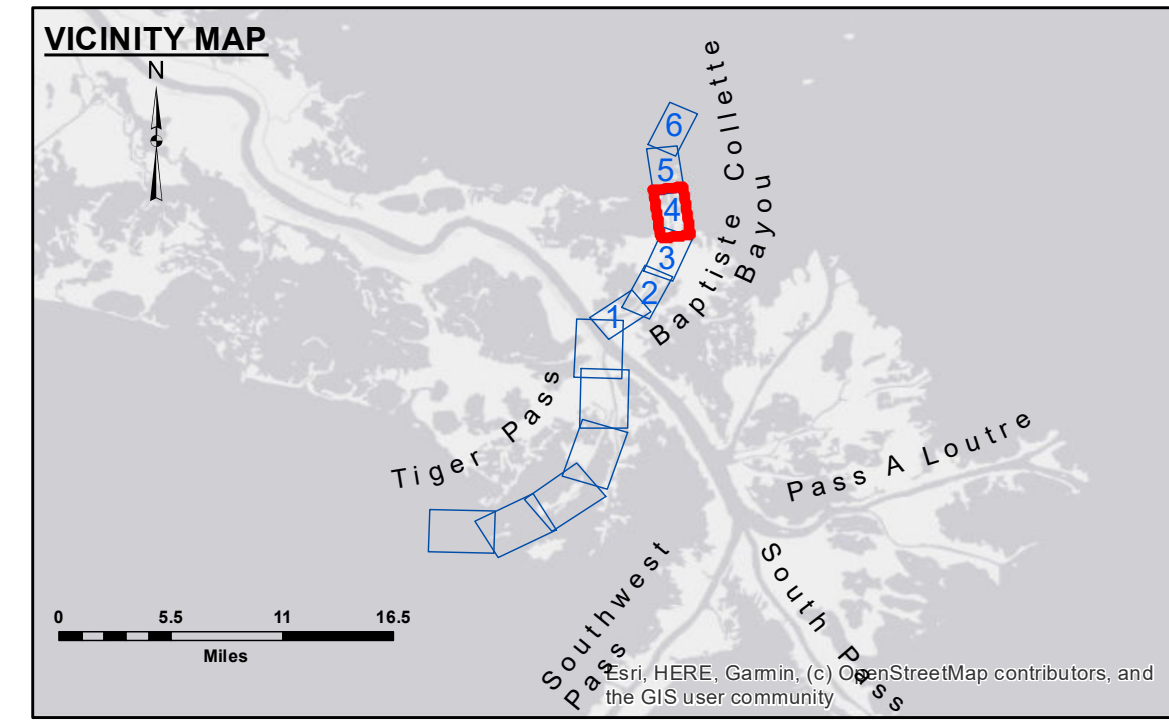 VICINITY MAP
N
6
5
4
3
2
1
Baptiste Collette
Bayou
Tiger Pass
Pass A Loutre
Southwest
Pass
South Pass
0 5.5 11 16.5
Miles
Esri, HERE, Garmin, (c) OpenStreetMap contributors, and
the GIS user community